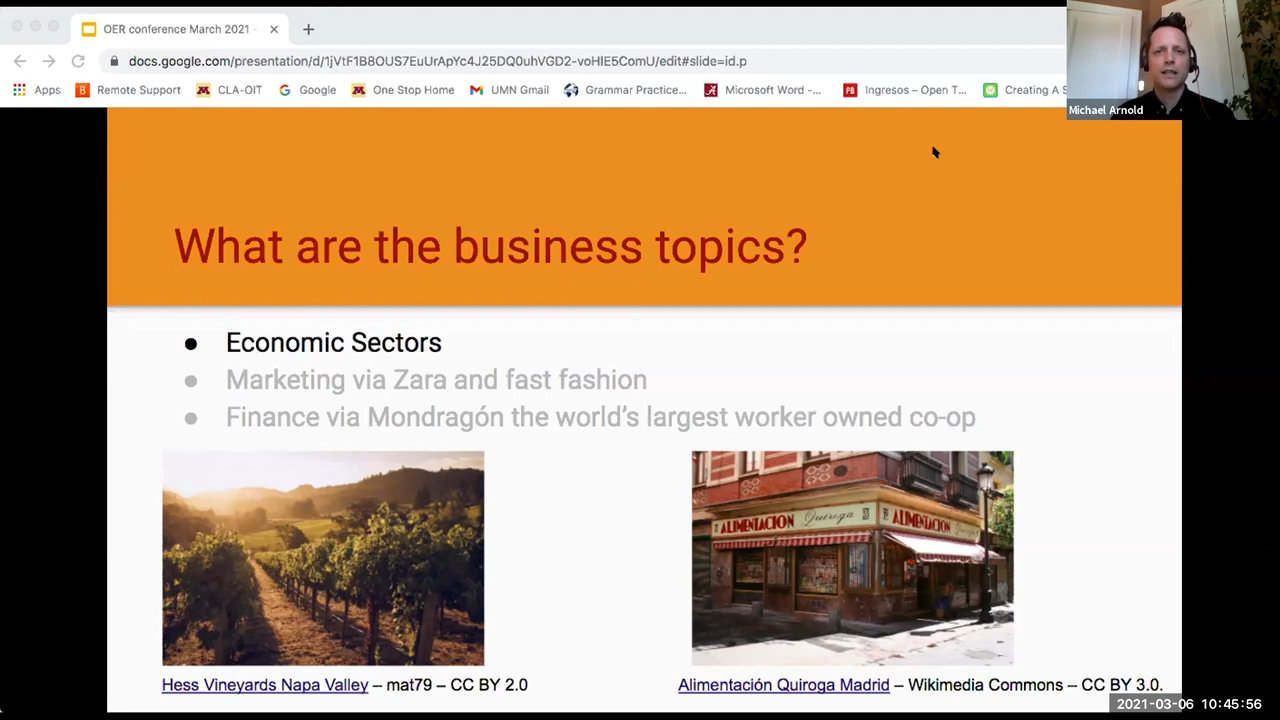 OER conference March 2021 -
docs.google.com/presentation/d/1jVtF1B8OUS7EuUrApYc4J25DQ0uhVGD2-voHIE5ComU/edit#slide=id.p
Apps Remote Support CLA-OIT Google One Stop Home UMN Gmail Grammar Practice... Microsoft Word -... Ingresos – Open T... Creating A S
Michael Arnold
What are the business topics?
● Economic Sectors
● Marketing via Zara and fast fashion
● Finance via Mondragón the world's largest worker owned co-op
ALIMENTACION Quiroga ALIMENTACION Quiroga
Hess Vineyards Napa Valley – mat79 – CC BY 2.0
Alimentación Quiroga Madrid – Wikimedia Commons – CC BY 3.0.
2021-03-06 10:45:56